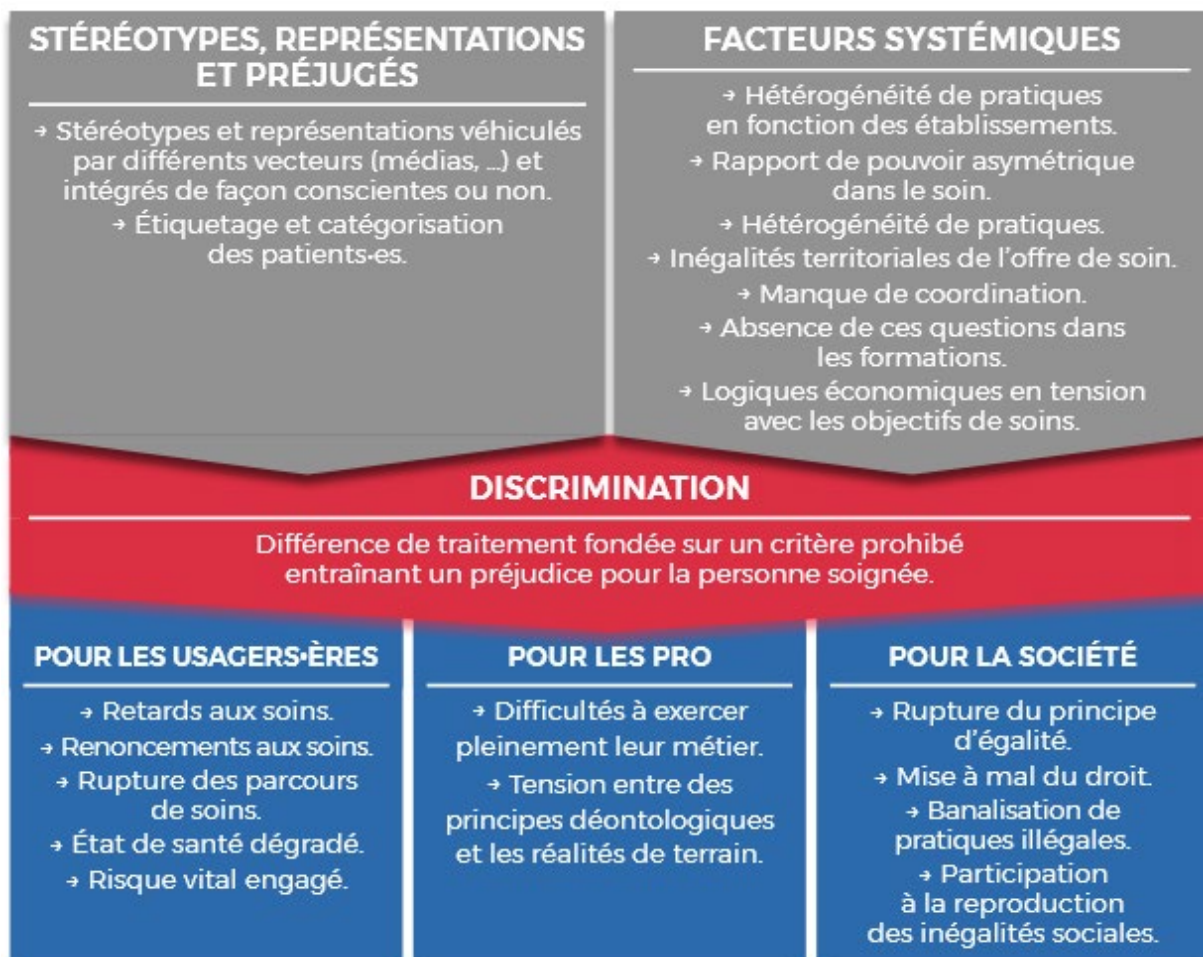 STÉRÉOTYPES, REPRÉSENTATIONS
ET PRÉJUGÉS
→ Stéréotypes et représentations véhiculés
par différents vecteurs (médias, ...) et
intégrés de façon conscientes ou non.
→ Étiquetage et catégorisation
des patients·es.
FACTEURS SYSTÉMIQUES
→ Hétérogénéité de pratiques
en fonction des établissements.
→ Rapport de pouvoir asymétrique
dans le soin.
→ Hétérogénéité de pratiques.
→ Inégalités territoriales de l'offre de soin.
→ Manque de coordination.
→ Absence de ces questions dans
les formations.
→ Logiques économiques en tension
avec les objectifs de soins.
DISCRIMINATION
Différence de traitement fondée sur un critère prohibé
entraînant un préjudice pour la personne soignée.
POUR LES USAGERS·ÈRES
→ Retards aux soins.
→ Renoncements aux soins.
→ Rupture des parcours
de soins.
→ État de santé dégradé.
→ Risque vital engagé.
POUR LES PRO
→ Difficultés à exercer
pleinement leur métier.
→ Tension entre des
principes déontologiques
et les réalités de terrain.
POUR LA SOCIÉTÉ
→ Rupture du principe
d'égalité.
→ Mise à mal du droit.
→ Banalisation de
pratiques illégales.
→ Participation
à la reproduction
des inégalités sociales.